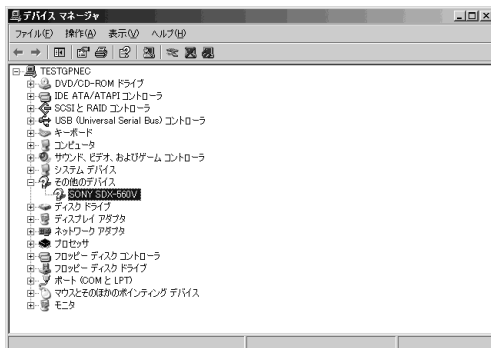 デバイス マネージャ
ファイル(F) 操作(A) 表示(V) ヘルプ(H)
TESTGPNEC
DVD/CD-ROM ドライブ
IDE ATA/ATAPI コントローラ
SCSI と RAID コントローラ
USB (Universal Serial Bus) コントローラ
キーボード
コンピュータ
サウンド、ビデオ、およびゲーム コントローラ
システム デバイス
その他のデバイス
SONY SDX-560V
ディスク ドライブ
ディスプレイ アダプタ
ネットワーク アダプタ
プロセッサ
フロッピー ディスク コントローラ
フロッピー ディスク ドライブ
ポート (COM と LPT)
マウスとそのほかのポインティング デバイス
モニタ